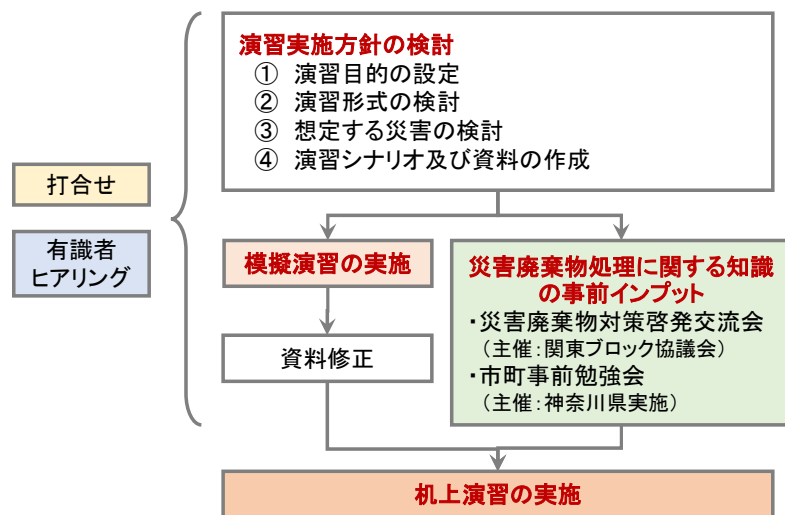 演習実施方針の検討
① 演習目的の設定
② 演習形式の検討
③ 想定する災害の検討
④ 演習シナリオ及び資料の作成
打合せ
有識者
ヒアリング
模擬演習の実施
資料修正
災害廃棄物処理に関する知識
の事前インプット
・災害廃棄物対策啓発交流会
（主催：関東ブロック協議会）
・市町事前勉強会
（主催：神奈川県実施）
机上演習の実施